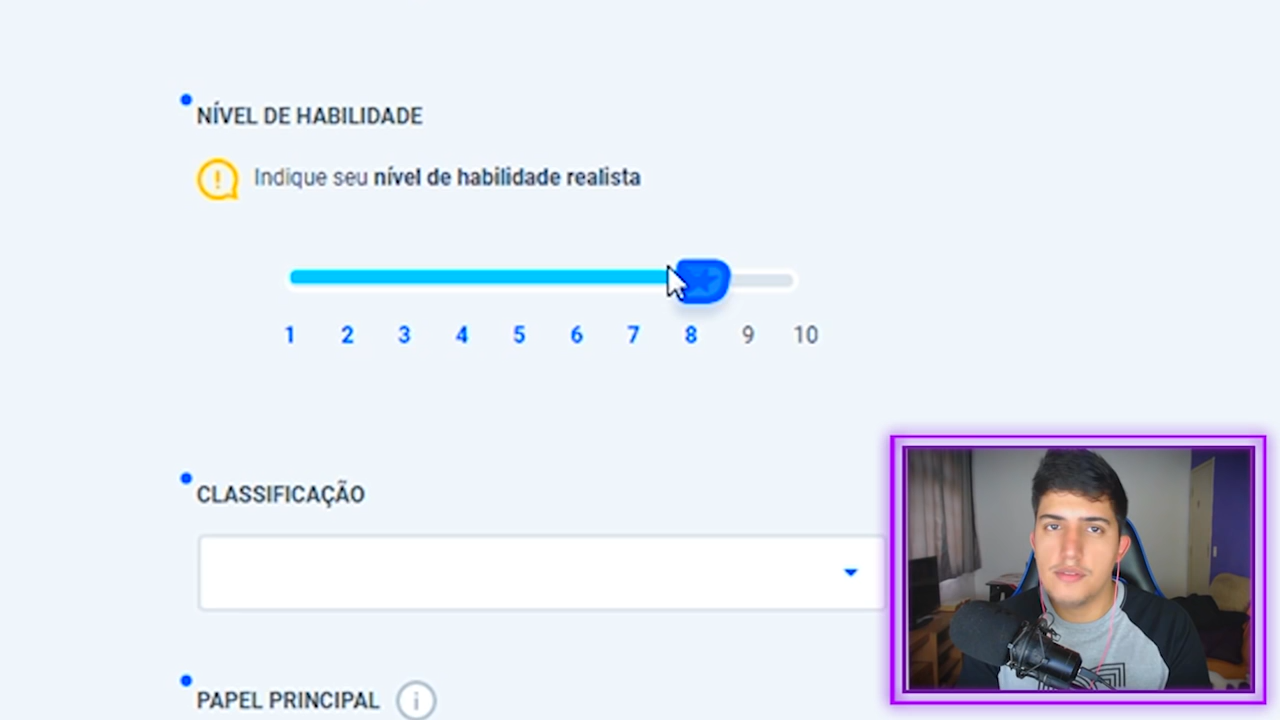 NÍVEL DE HABILIDADE
Indique seu nível de habilidade realista
1 2 3 4 5 6 7 8 9 10
CLASSIFICAÇÃO
PAPEL PRINCIPAL